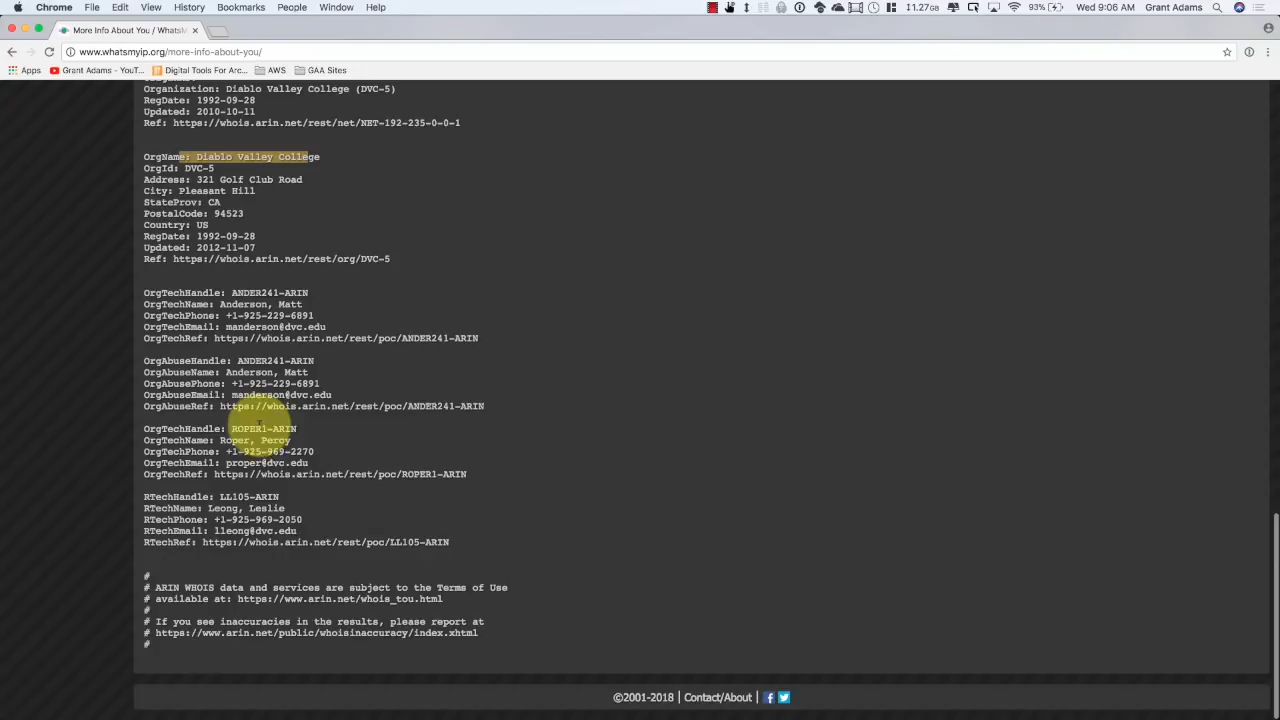 Chrome File Edit View History Bookmarks People Window Help 11.27GB 93% Wed 9:06 AM Grant Adams
More Info About You / WhatsM
www.whatsmyip.org/more-info-about-you/
Apps Grant Adams - YouT... Digital Tools For Arc... AWS GAA Sites
Organization: Diablo Valley College (DVC-5)
RegDate: 1992-09-28
Updated: 2010-10-11
Ref: https://whois.arin.net/rest/net/NET-192-235-0-0-1
OrgName: Diablo Valley College
OrgId: DVC-5
Address: 321 Golf Club Road
City: Pleasant Hill
StateProv: CA
PostalCode: 94523
Country: US
RegDate: 1992-09-28
Updated: 2012-11-07
Ref: https://whois.arin.net/rest/org/DVC-5
OrgTechHandle: ANDER241-ARIN
OrgTechName: Anderson, Matt
OrgTechPhone: +1-925-229-6891
OrgTechEmail: manderson@dvc.edu
OrgTechRef: https://whois.arin.net/rest/poc/ANDER241-ARIN
OrgAbuseHandle: ANDER241-ARIN
OrgAbuseName: Anderson, Matt
OrgAbusePhone: +1-925-229-6891
OrgAbuseEmail: manderson@dvc.edu
OrgAbuseRef: https://whois.arin.net/rest/poc/ANDER241-ARIN
OrgTechHandle: ROPER1-ARIN
OrgTechName: Roper, Percy
OrgTechPhone: +1-925-969-2270
OrgTechEmail: proper@dvc.edu
OrgTechRef: https://whois.arin.net/rest/poc/ROPER1-ARIN
RTechHandle: LL105-ARIN
RTechName: Leong, Leslie
RTechPhone: +1-925-969-2050
RTechEmail: lleong@dvc.edu
RTechRef: https://whois.arin.net/rest/poc/LL105-ARIN
#
# ARIN WHOIS data and services are subject to the Terms of Use
# available at: https://www.arin.net/whois_tou.html
#
# If you see inaccuracies in the results, please report at
# https://www.arin.net/public/whoisinaccuracy/index.xhtml
#
©2001-2018 | Contact/About |